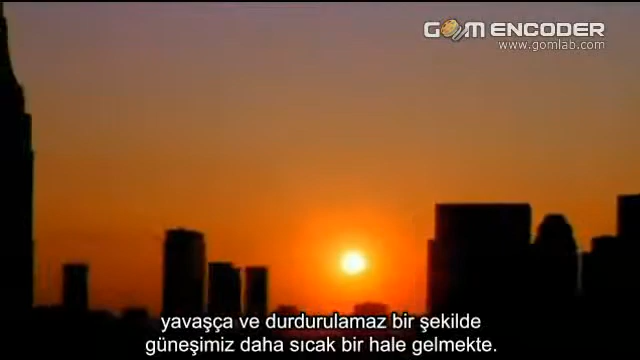 GOM ENCODER
www.gomlab.com
yavaşça ve durdurulamaz bir şekilde
güneşimiz daha sıcak bir hale gelmekte.